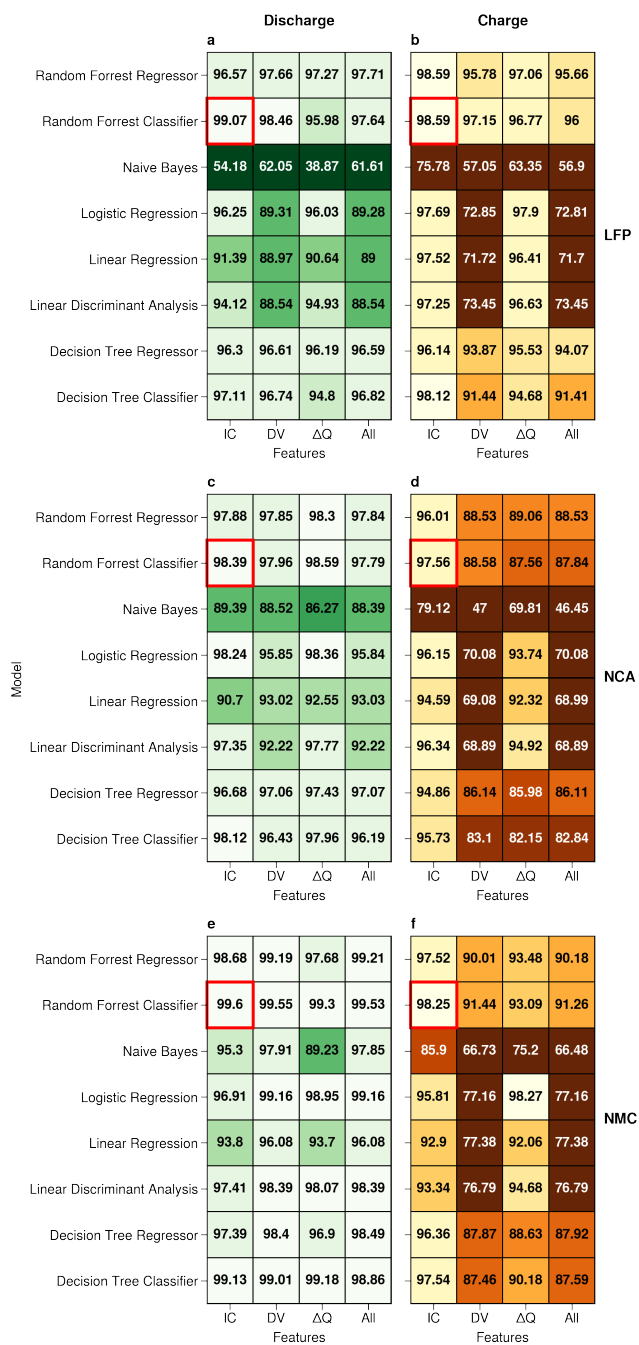 Discharge Charge
a b
Random Forrest Regressor 96.57 97.66 97.27 97.71 98.59 95.78 97.06 95.66
Random Forrest Classifier 99.07 98.46 95.98 97.64 98.59 97.15 96.77 96
Naive Bayes 54.18 62.05 38.87 61.61 75.78 57.05 63.35 56.9
Logistic Regression 96.25 89.31 96.03 89.28 97.69 72.85 97.9 72.81
LFP
Linear Regression 91.39 88.97 90.64 89 97.52 71.72 96.41 71.7
Linear Discriminant Analysis 94.12 88.54 94.93 88.54 97.25 73.45 96.63 73.45
Decision Tree Regressor 96.3 96.61 96.19 96.59 96.14 93.87 95.53 94.07
Decision Tree Classifier 97.11 96.74 94.8 96.82 98.12 91.44 94.68 91.41
IC DV ΔQ All IC DV ΔQ All
Features Features
c d
Random Forrest Regressor 97.88 97.85 98.3 97.84 96.01 88.53 89.06 88.53
Random Forrest Classifier 98.39 97.96 98.59 97.79 97.56 88.58 87.56 87.84
Naive Bayes 89.39 88.52 86.27 88.39 79.12 47 69.81 46.45
Logistic Regression 98.24 95.85 98.36 95.84 96.15 70.08 93.74 70.08
Model
NCA
Linear Regression 90.7 93.02 92.55 93.03 94.59 69.08 92.32 68.99
Linear Discriminant Analysis 97.35 92.22 97.77 92.22 96.34 68.89 94.92 68.89
Decision Tree Regressor 96.68 97.06 97.43 97.07 94.86 86.14 85.98 86.11
Decision Tree Classifier 98.12 96.43 97.96 96.19 95.73 83.1 82.15 82.84
IC DV ΔQ All IC DV ΔQ All
Features Features
e f
Random Forrest Regressor 98.68 99.19 97.68 99.21 97.52 90.01 93.48 90.18
Random Forrest Classifier 99.6 99.55 99.3 99.53 98.25 91.44 93.09 91.26
Naive Bayes 95.3 97.91 89.23 97.85 85.9 66.73 75.2 66.48
Logistic Regression 96.91 99.16 98.95 99.16 95.81 77.16 98.27 77.16
NMC
Linear Regression 93.8 96.08 93.7 96.08 92.9 77.38 92.06 77.38
Linear Discriminant Analysis 97.41 98.39 98.07 98.39 93.34 76.79 94.68 76.79
Decision Tree Regressor 97.39 98.4 96.9 98.49 96.36 87.87 88.63 87.92
Decision Tree Classifier 99.13 99.01 99.18 98.86 97.54 87.46 90.18 87.59
IC DV ΔQ All IC DV ΔQ All
Features Features